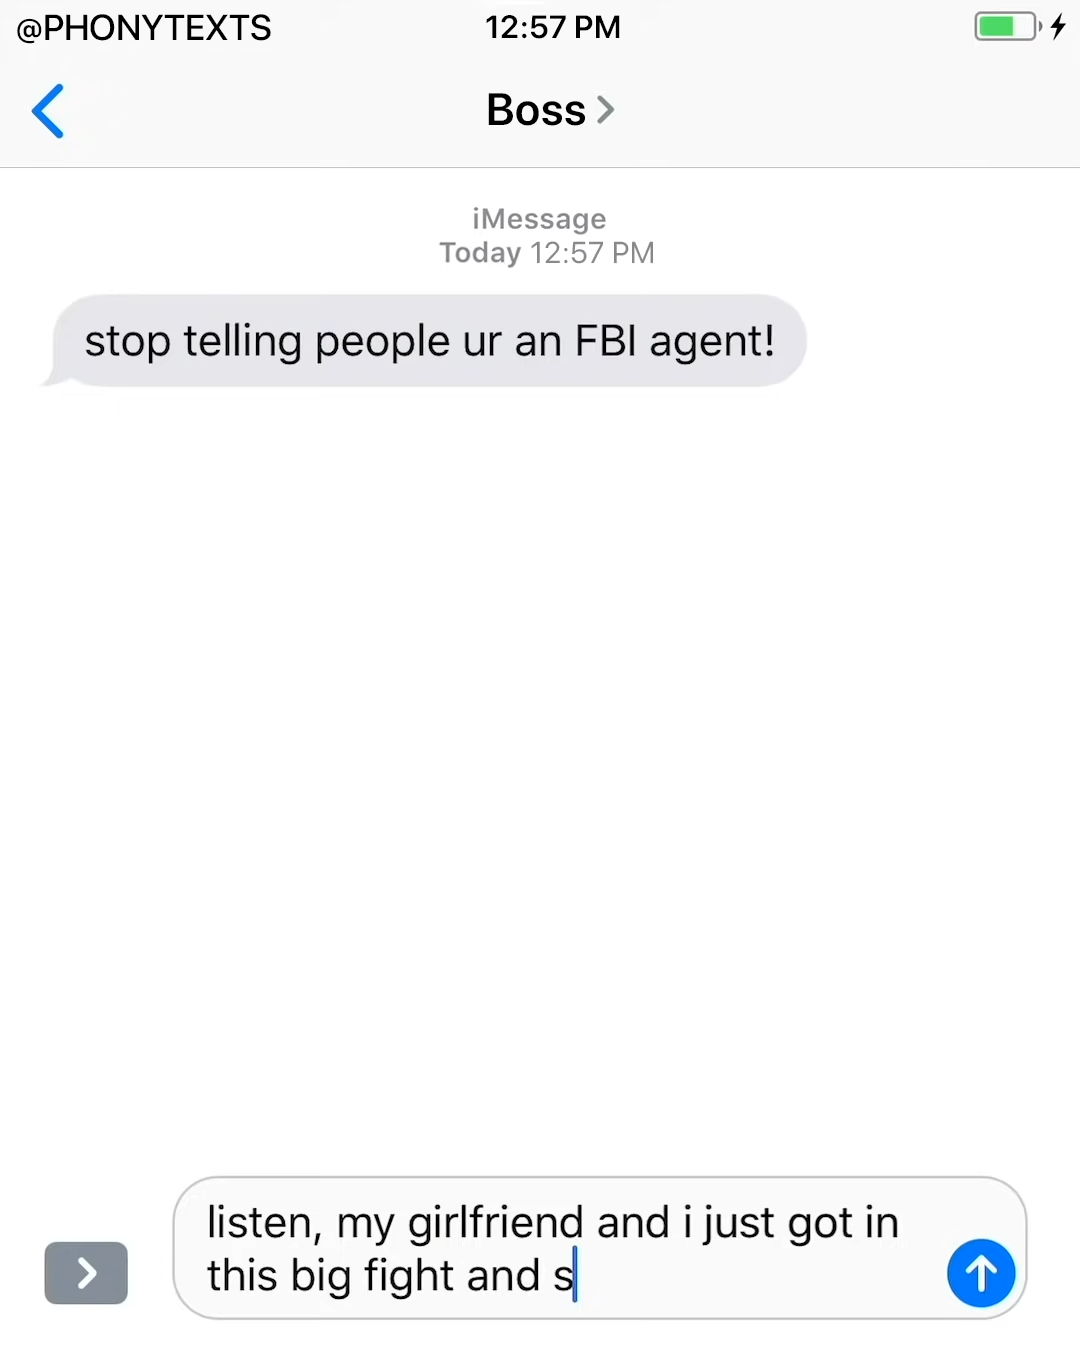 @PHONYTEXTS
12:57 PM
Boss
iMessage
Today 12:57 PM
stop telling people ur an FBI agent!
listen, my girlfriend and i just got in
this big fight and s